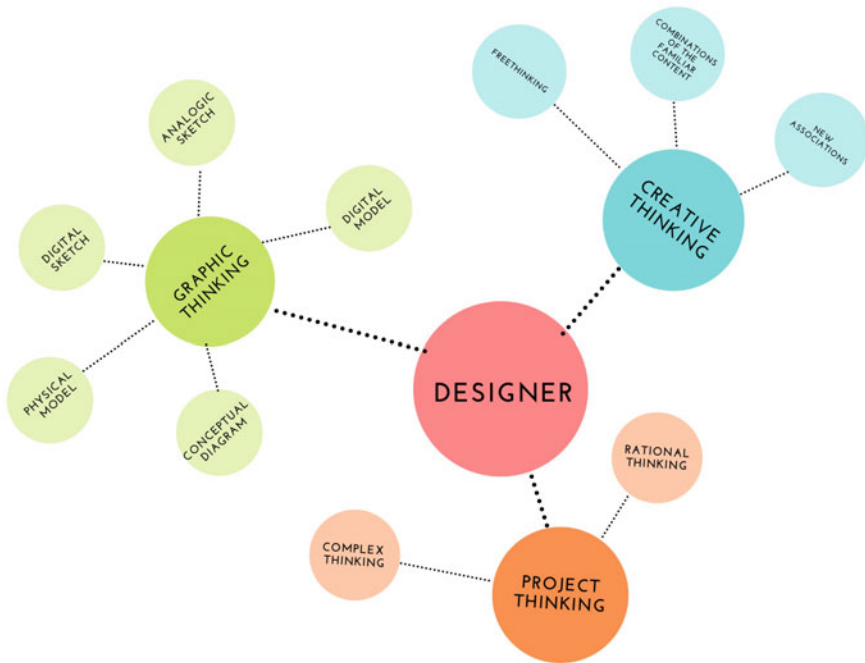 FREETHINKING
COMBINATIONS
OF THE
FAMILIAR
CONTENT
NEW
ASSOCIATIONS
CREATIVE
THINKING
ANALOGIC
SKETCH
DIGITAL
MODEL
DIGITAL
SKETCH
GRAPHIC
THINKING
PHYSICAL
MODEL
CONCEPTUAL
DIAGRAM
DESIGNER
RATIONAL
THINKING
COMPLEX
THINKING
PROJECT
THINKING